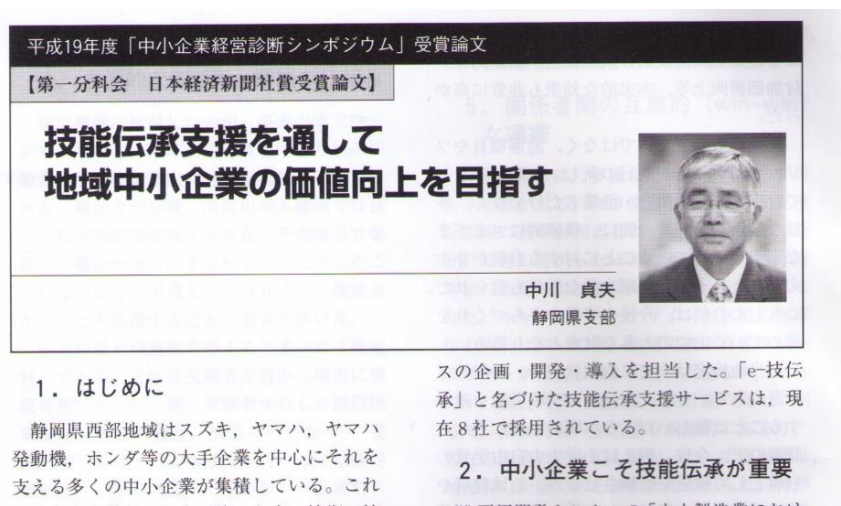 平成19年度「中小企業経営診断シンポジウム」受賞論文
【第一分科会 日本経済新聞社賞受賞論文】
技能伝承支援を通して
地域中小企業の価値向上を目指す
中川 貞夫
静岡県支部
1．はじめに
静岡県西部地域はスズキ，ヤマハ，ヤマハ
発動機，ホンダ等の大手企業を中心にそれを
支える多くの中小企業が集積している。これ
スの企画・開発・導入を担当した。「e-技伝
承」と名づけた技能伝承支援サービスは，現
在8社で採用されている。
2．中小企業こそ技能伝承が重要